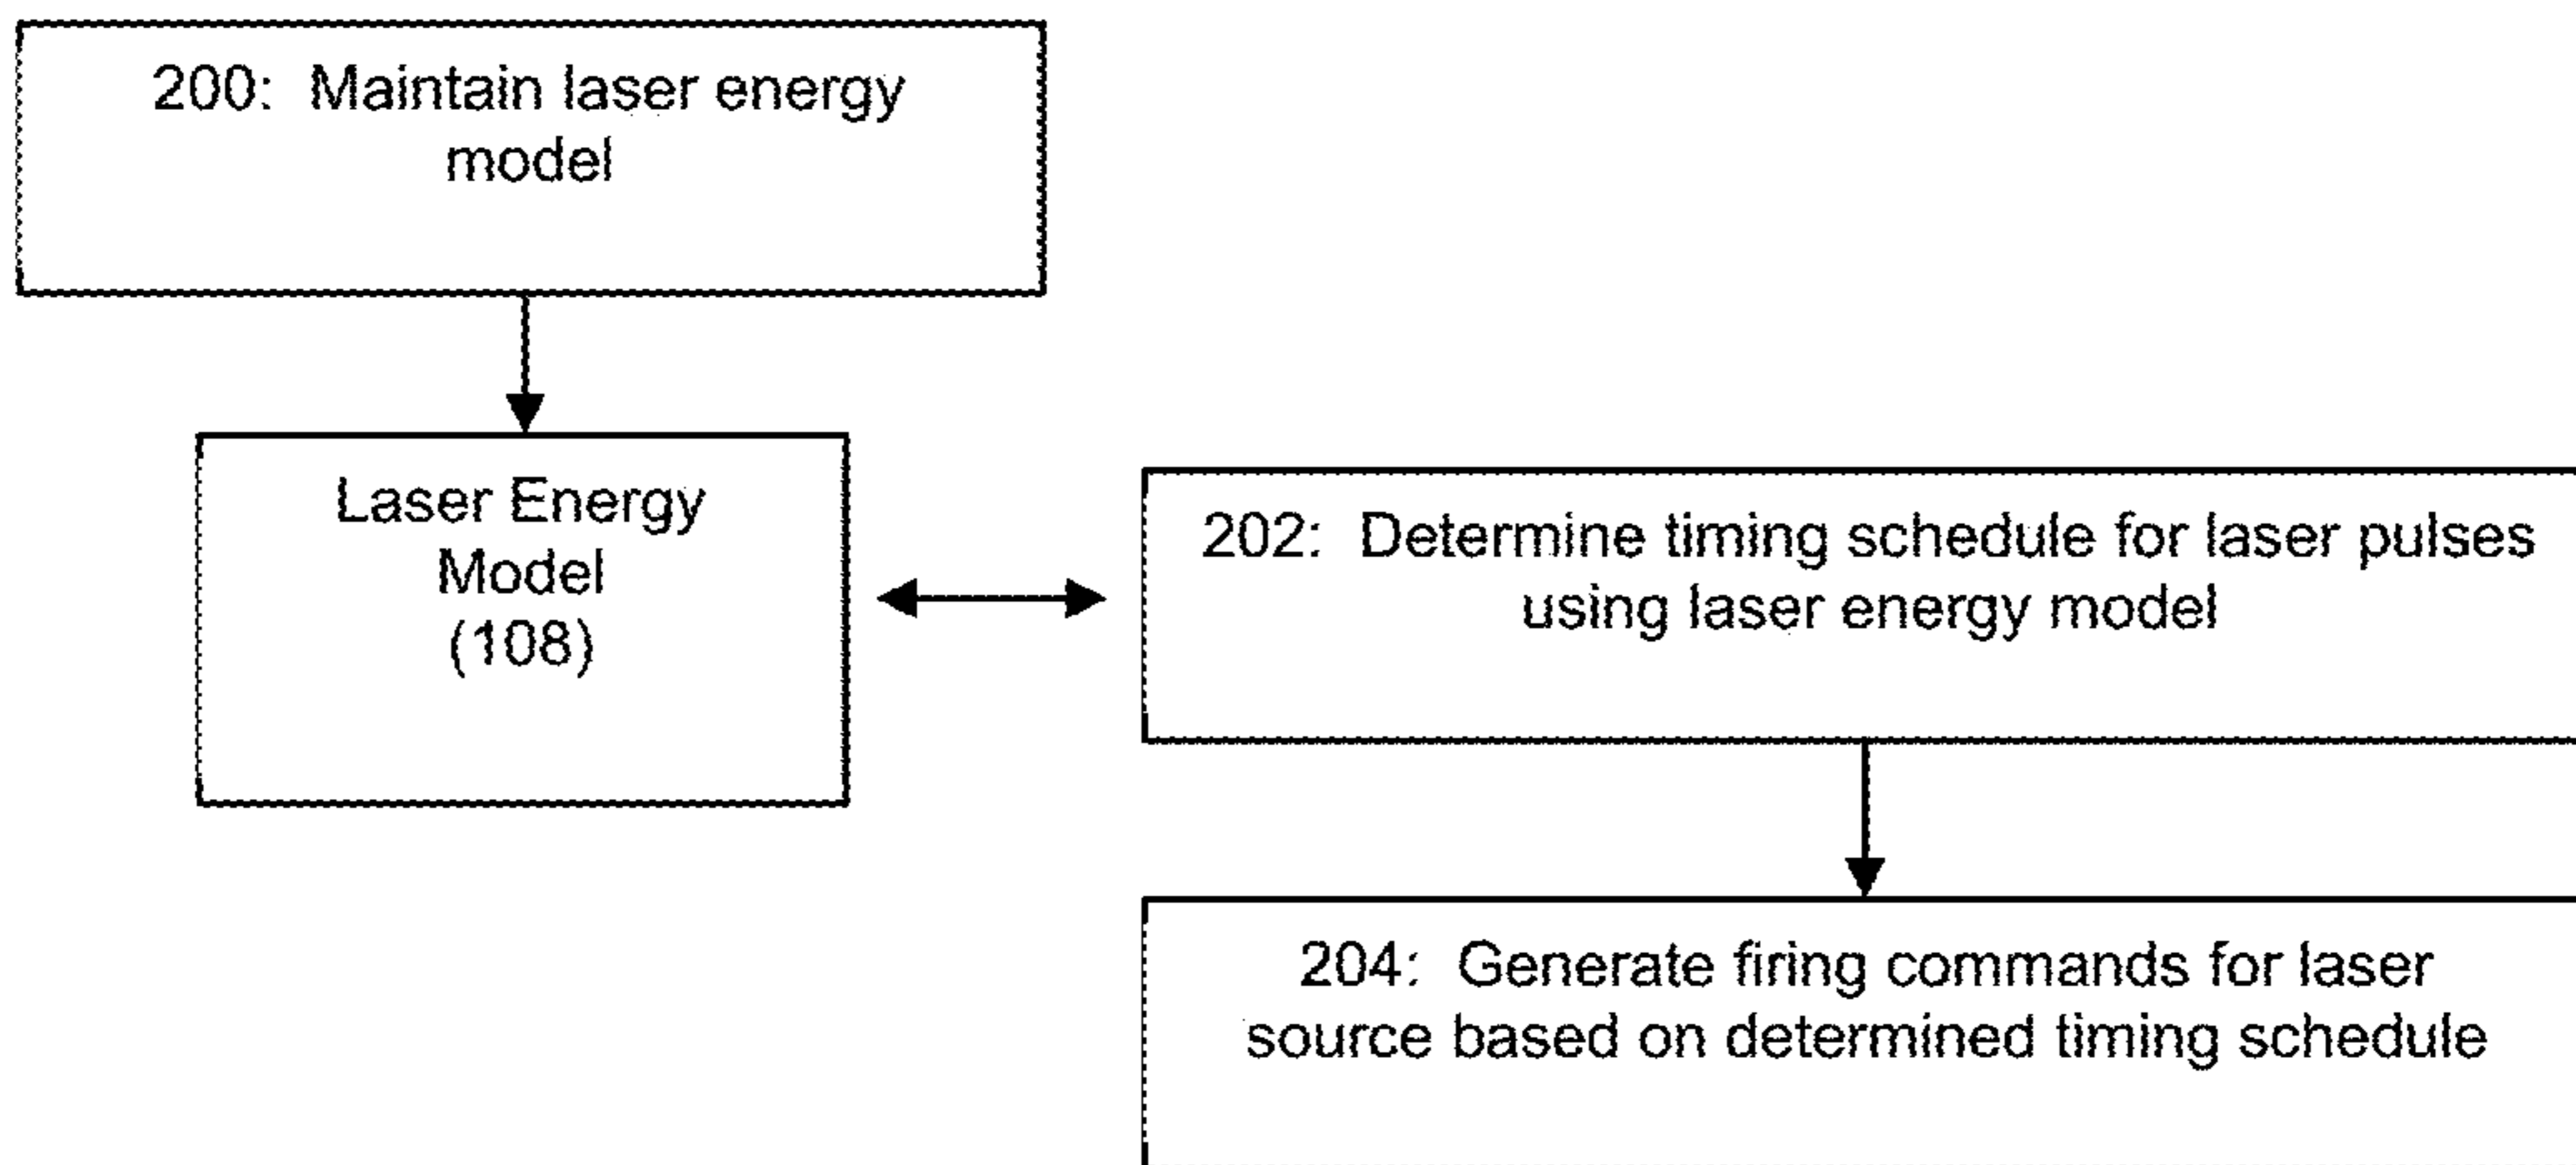 200: Maintain laser energy
model
Laser Energy
Model
(108)
202: Determine timing schedule for laser pulses
using laser energy model
204: Generate firing commands for laser
source based on determined timing schedule